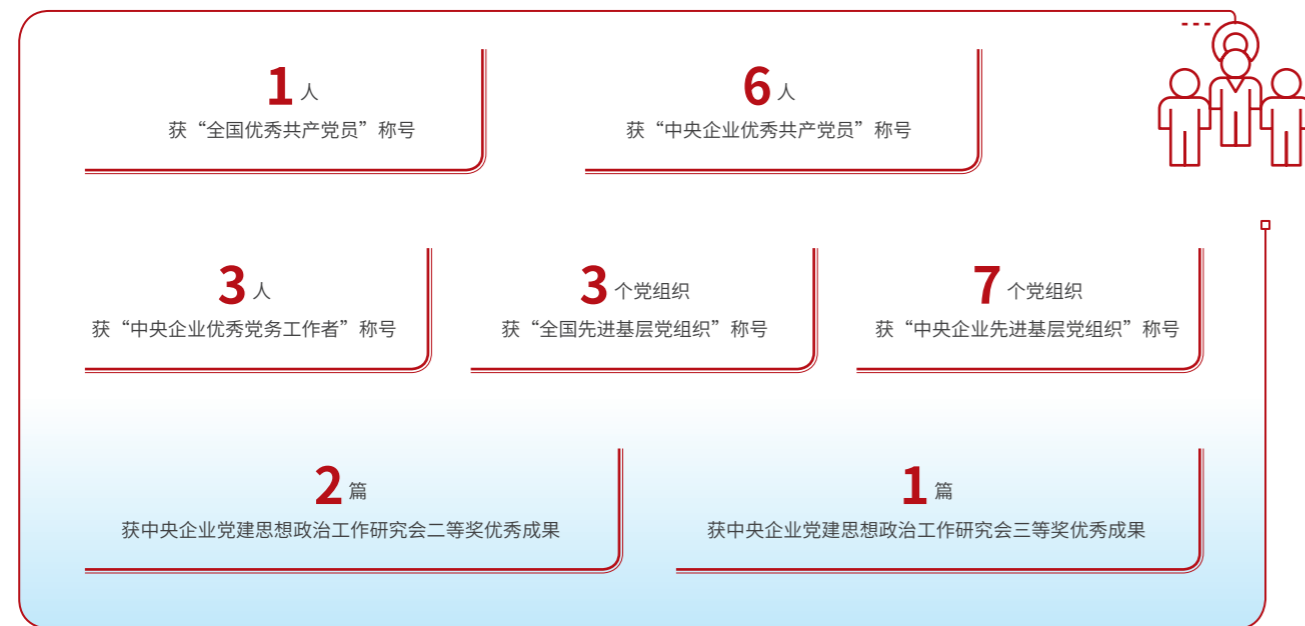 1 人
获“全国优秀共产党员”称号
6 人
获“中央企业优秀共产党员”称号
3 人
获“中央企业优秀党务工作者”称号
3 个党组织
获“全国先进基层党组织”称号
7 个党组织
获“中央企业先进基层党组织”称号
2 篇
获中央企业党建思想政治工作研究会二等奖优秀成果
1 篇
获中央企业党建思想政治工作研究会三等奖优秀成果